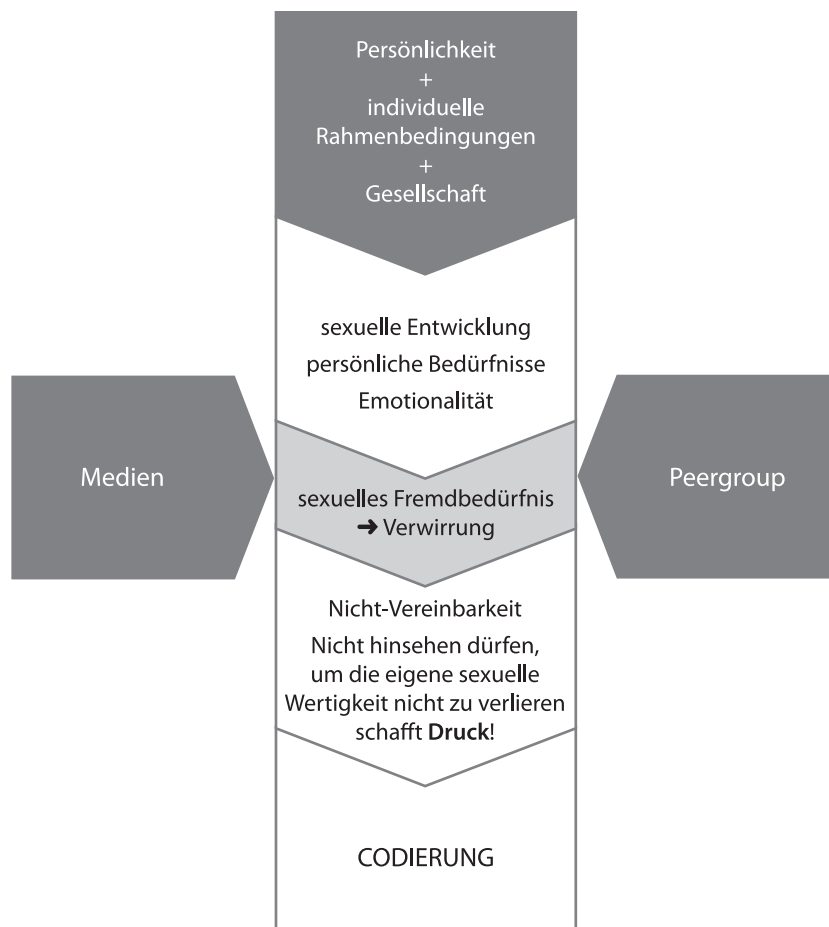 Persönlichkeit
+
individuelle
Rahmenbedingungen
+
Gesellschaft
sexuelle Entwicklung
persönliche Bedürfnisse
Emotionalität
Medien
sexuelles Fremdbedürfnis
➜ Verwirrung
Peergroup
Nicht-Vereinbarkeit
Nicht hinsehen dürfen,
um die eigene sexuelle
Wertigkeit nicht zu verlieren
schafft Druck!
CODIERUNG